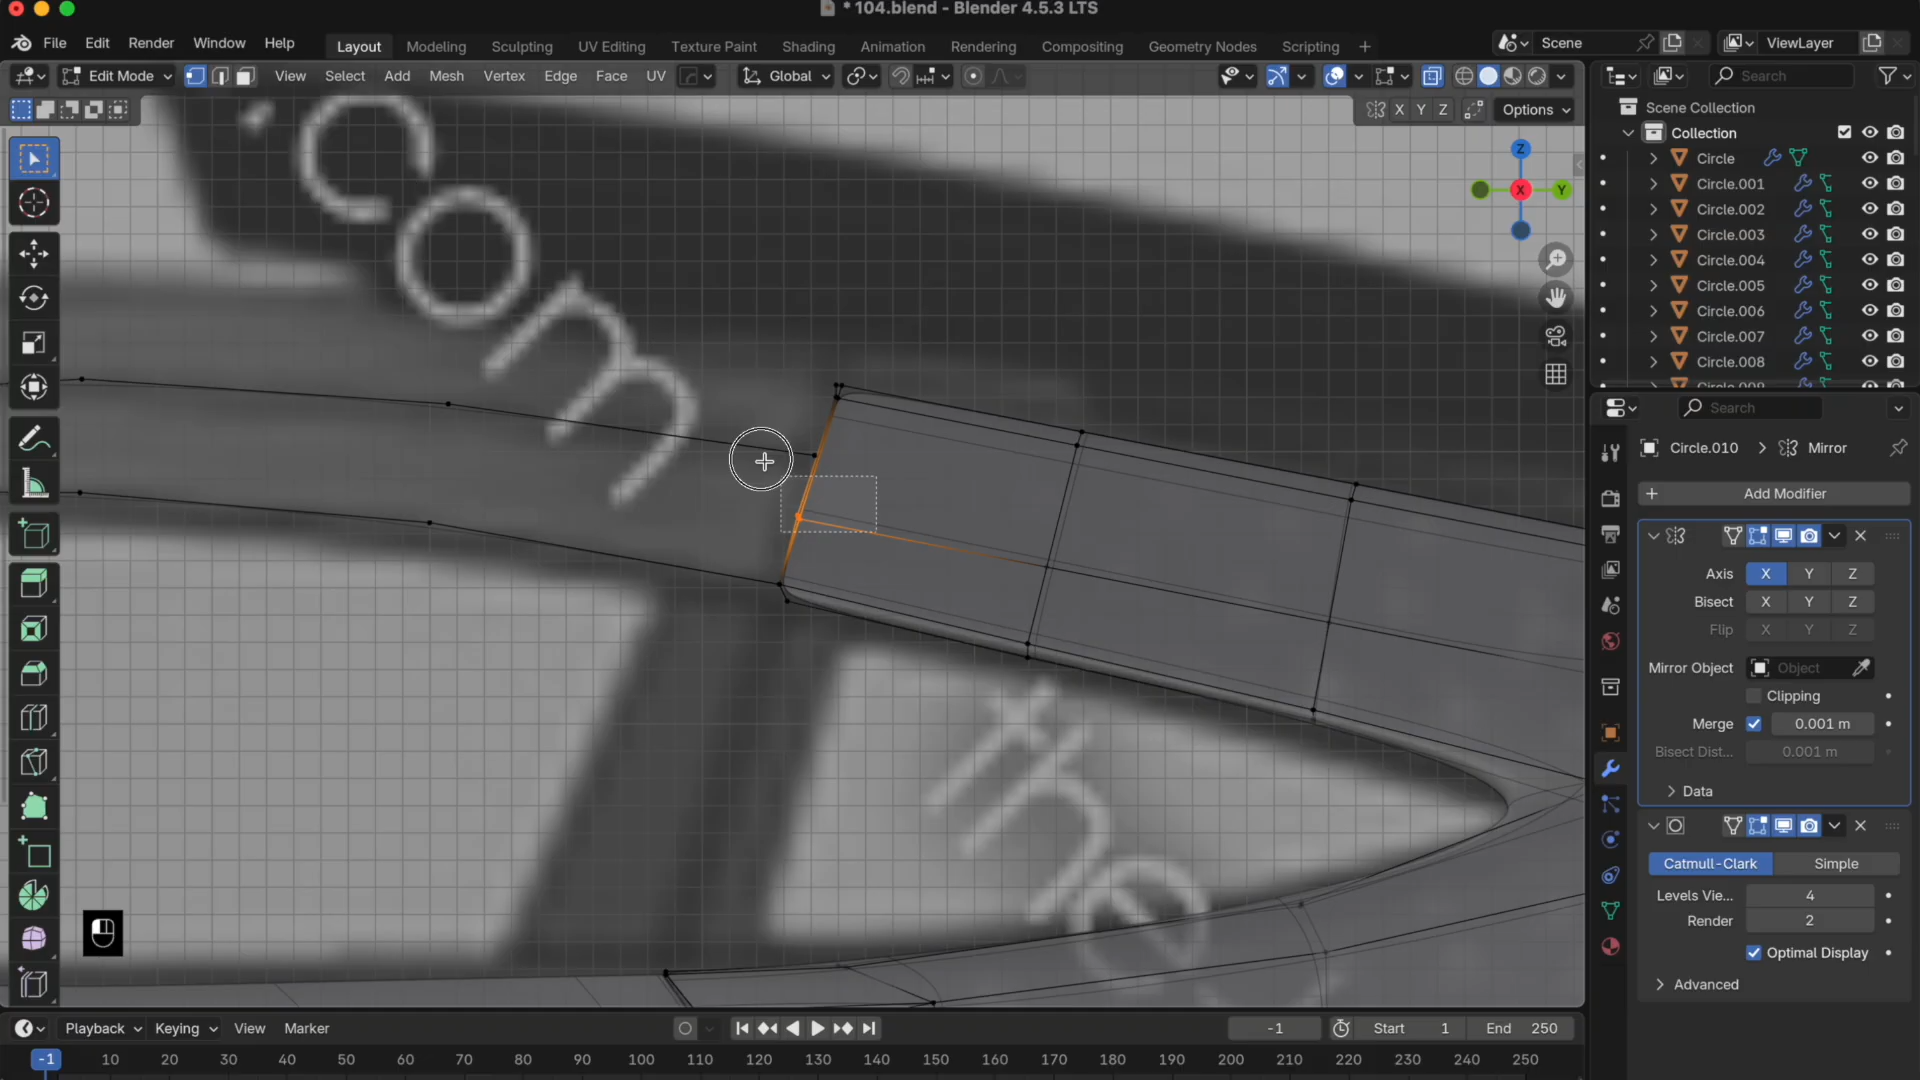 * 104.blend - Blender 4.5.3 LTS
File Edit Render Window Help Layout Modeling Sculpting UV Editing Texture Paint Shading Animation Rendering Compositing Geometry Nodes Scripting + Scene ViewLayer
Edit Mode View Select Add Mesh Vertex Edge Face UV Global Search
X Y Z Options
Scene Collection
Collection
Circle
Circle.001
Circle.002
Circle.003
Circle.004
Circle.005
Circle.006
Circle.007
Circle.008
Z
X
Y
.com
the
Search
Circle.010 > Mirror
+ Add Modifier
Axis X Y Z
Bisect X Y Z
Flip X Y Z
Mirror Object Object
Clipping
Merge 0.001 m
Bisect Dist... 0.001 m
Data
Catmull-Clark Simple
Levels Vie... 4
Render 2
Optimal Display
Advanced
Playback Keying View Marker -1 Start 1 End 250
-1 10 20 30 40 50 60 70 80 90 100 110 120 130 140 150 160 170 180 190 200 210 220 230 240 250